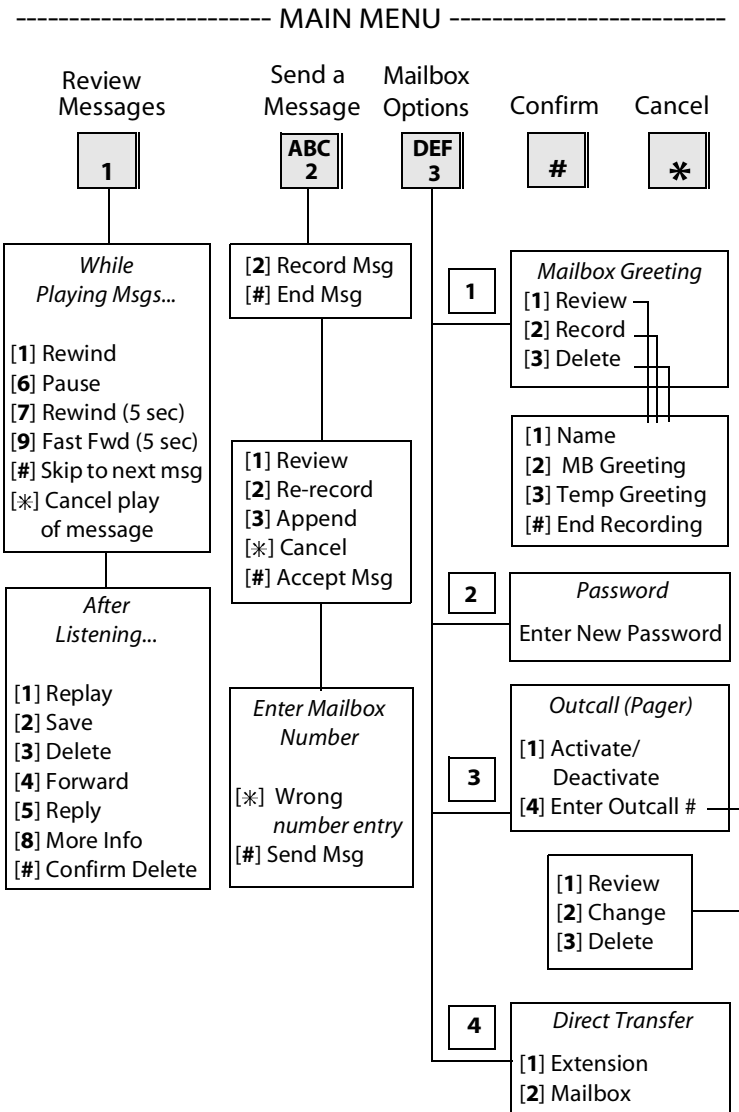 ------------------------- MAIN MENU ---------------------------
Review
Messages
1
Send a
Message
ABC
2
Mailbox
Options
DEF
3
Confirm
#
Cancel
*
While
Playing Msgs...
[1] Rewind
[6] Pause
[7] Rewind (5 sec)
[9] Fast Fwd (5 sec)
[#] Skip to next msg
[*] Cancel play
of message
After
Listening...
[1] Replay
[2] Save
[3] Delete
[4] Forward
[5] Reply
[8] More Info
[#] Confirm Delete
[2] Record Msg
[#] End Msg
[1] Review
[2] Re-record
[3] Append
[*] Cancel
[#] Accept Msg
Enter Mailbox
Number
[*] Wrong
number entry
[#] Send Msg
1
Mailbox Greeting
[1] Review
[2] Record
[3] Delete
[1] Name
[2] MB Greeting
[3] Temp Greeting
[#] End Recording
2
Password
Enter New Password
3
Outcall (Pager)
[1] Activate/
Deactivate
[4] Enter Outcall #
[1] Review
[2] Change
[3] Delete
4
Direct Transfer
[1] Extension
[2] Mailbox